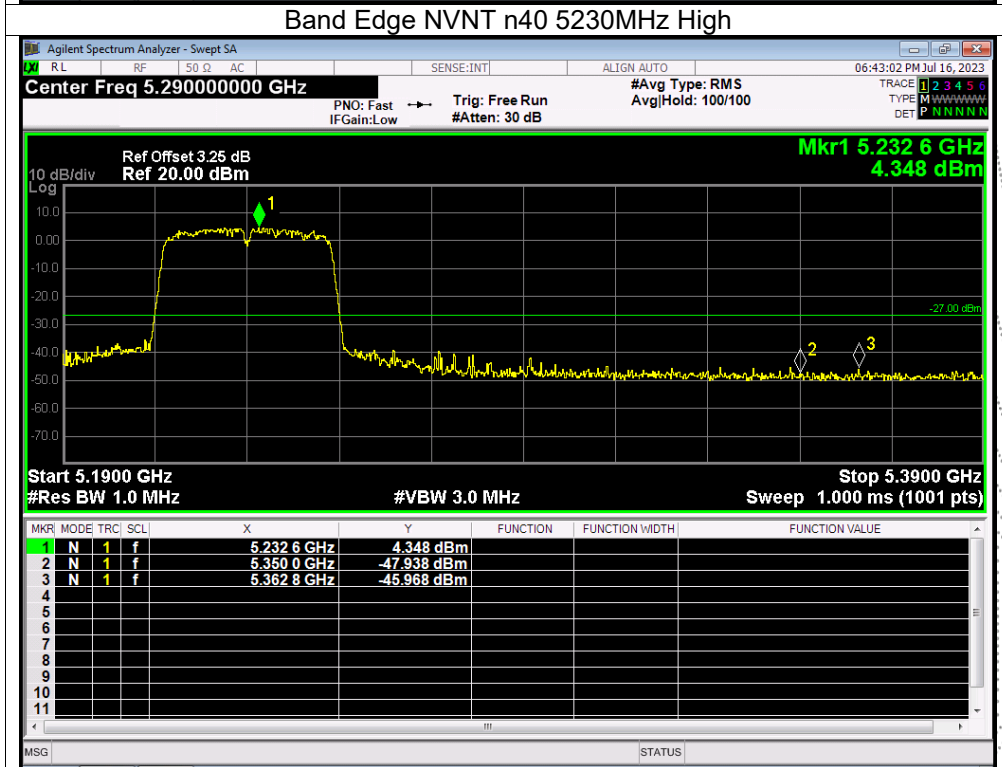 Band Edge NVNT n40 5230MHz High
Agilent Spectrum Analyzer - Swept SA
LXI RL RF 50 Ω AC SENSE:INT ALIGN AUTO 06:43:02 PM Jul 16, 2023
Center Freq 5.290000000 GHz #Avg Type: RMS TRACE 1 2 3 4 5 6
PNO: Fast Trig: Free Run Avg|Hold: 100/100 TYPE M WWWWW
IFGain:Low #Atten: 30 dB DET P N N N N N
Mkr1 5.232 6 GHz
4.348 dBm
Ref Offset 3.25 dB
10 dB/div Ref 20.00 dBm
Log
1
10.0
0.00
-10.0
-20.0
-27.00 dBm
-30.0
-40.0
2
3
-50.0
-60.0
-70.0
Start 5.1900 GHz Stop 5.3900 GHz
#Res BW 1.0 MHz #VBW 3.0 MHz Sweep 1.000 ms (1001 pts)
MKR MODE TRC SCL X Y FUNCTION FUNCTION WIDTH FUNCTION VALUE
1 N 1 f 5.232 6 GHz 4.348 dBm
2 N 1 f 5.350 0 GHz -47.938 dBm
3 N 1 f 5.362 8 GHz -45.968 dBm
4
5
6
7
8
9
10
11
MSG STATUS